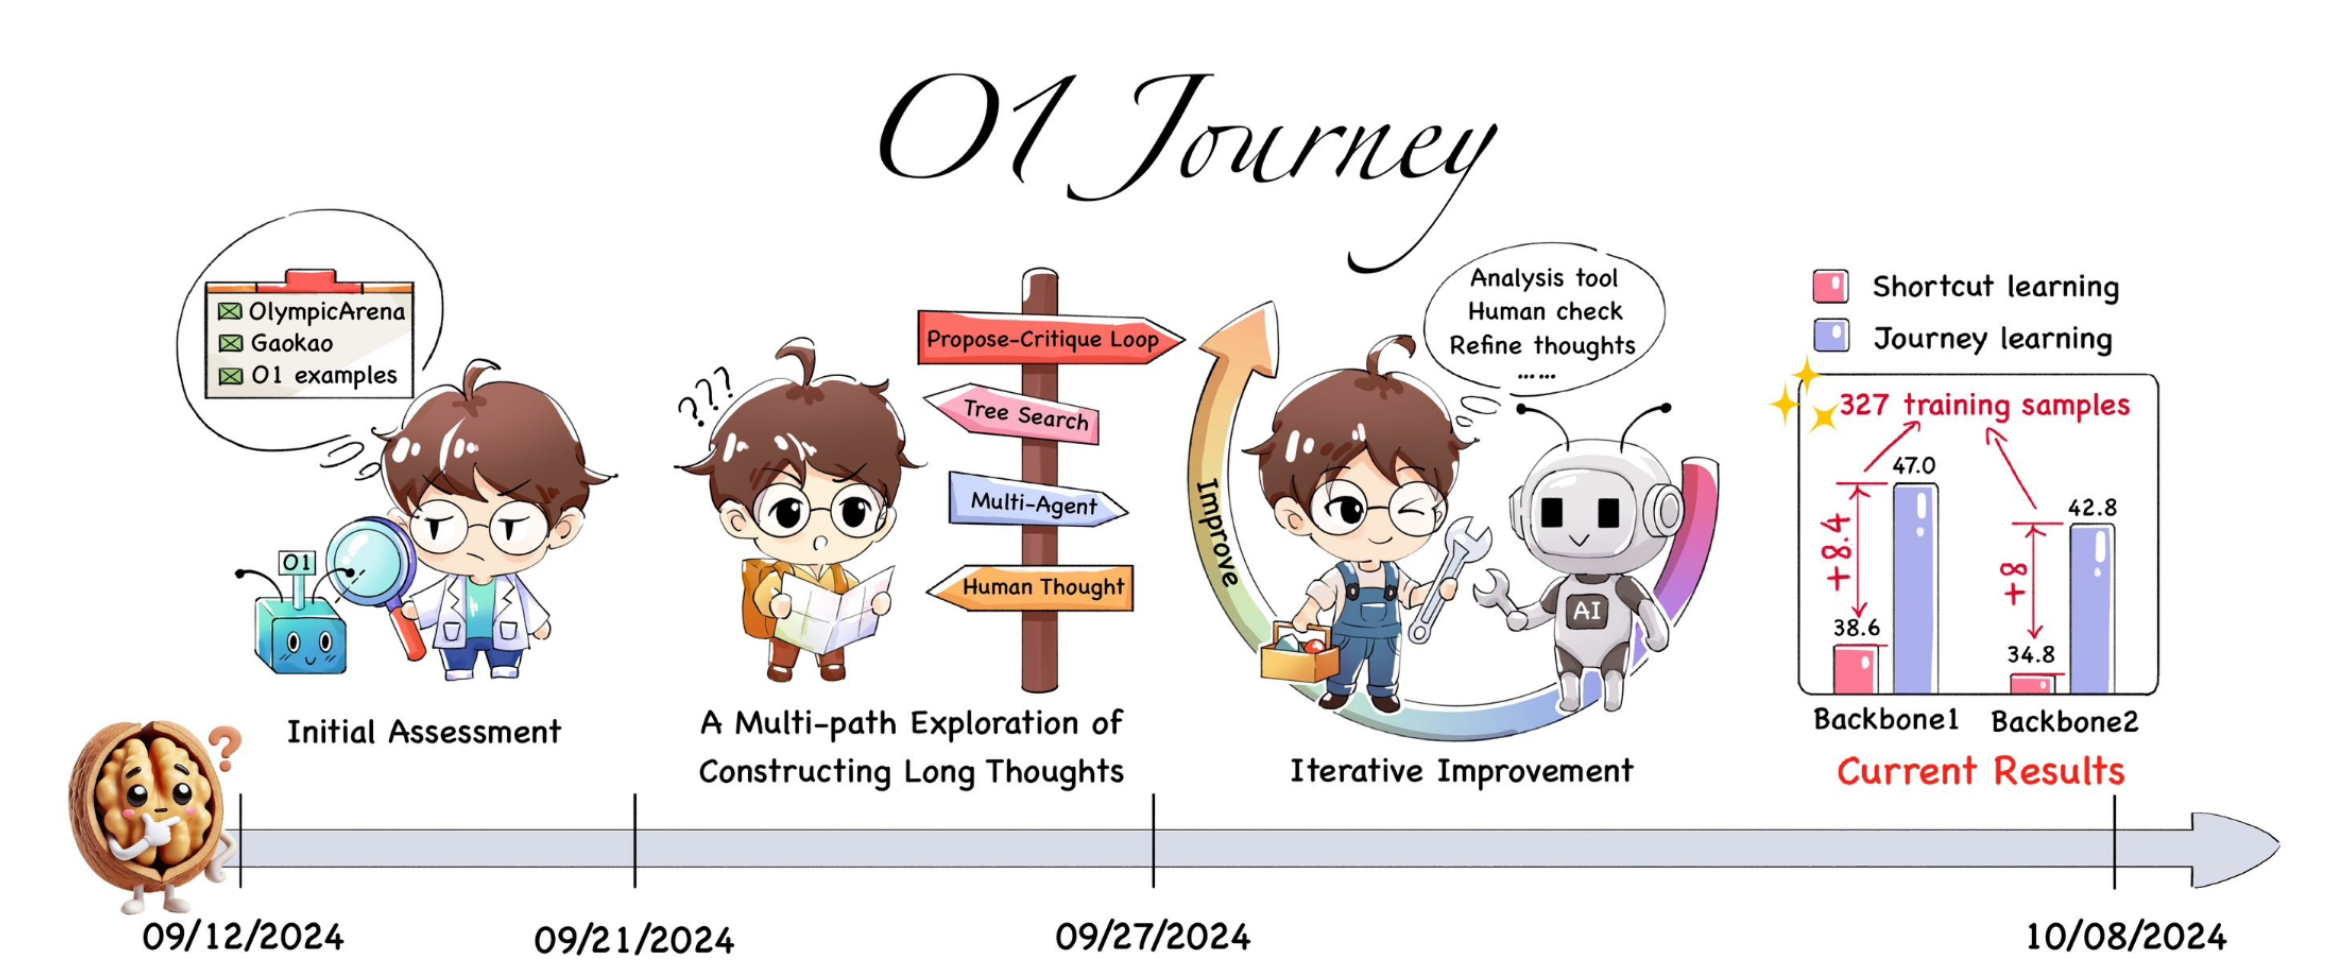 O1 Journey
OlympicArena
Gaokao
O1 examples
O1
Initial Assessment
???
Propose-Critique Loop
Tree Search
Multi-Agent
Human Thought
A Multi-path Exploration of
Constructing Long Thoughts
Improve
Analysis tool
Human check
Refine thoughts
... ...
AI
Iterative Improvement
Shortcut learning
Journey learning
327 training samples
47.0
+8.4
38.6
42.8
+8
34.8
Backbone1
Backbone2
Current Results
?
09/12/2024
09/21/2024
09/27/2024
10/08/2024